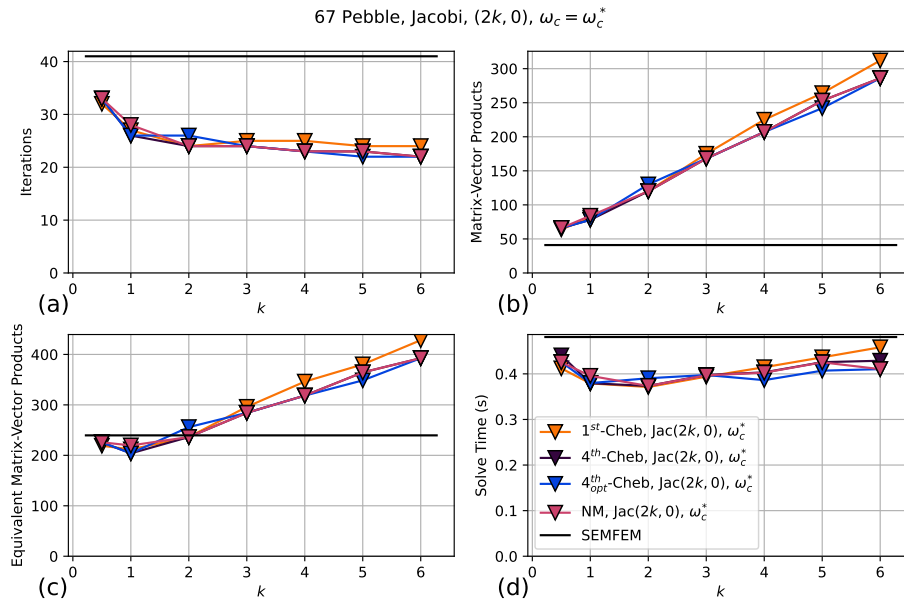 67 Pebble, Jacobi, (2k, 0), ω_c = ω_c^*
40
30
20
10
0
Iterations
0 1 2 3 4 5 6
k
(a)
300
250
200
150
100
50
0
Matrix-Vector Products
0 1 2 3 4 5 6
k
(b)
400
300
200
100
0
Equivalent Matrix-Vector Products
0 1 2 3 4 5 6
k
(c)
0.4
0.3
0.2
0.1
0.0
Solve Time (s)
1^{st}-Cheb, Jac(2k, 0), ω_c^*
4^{th}-Cheb, Jac(2k, 0), ω_c^*
4^{th}_{opt}-Cheb, Jac(2k, 0), ω_c^*
NM, Jac(2k, 0), ω_c^*
SEMFEM
0 1 2 3 4 5 6
k
(d)